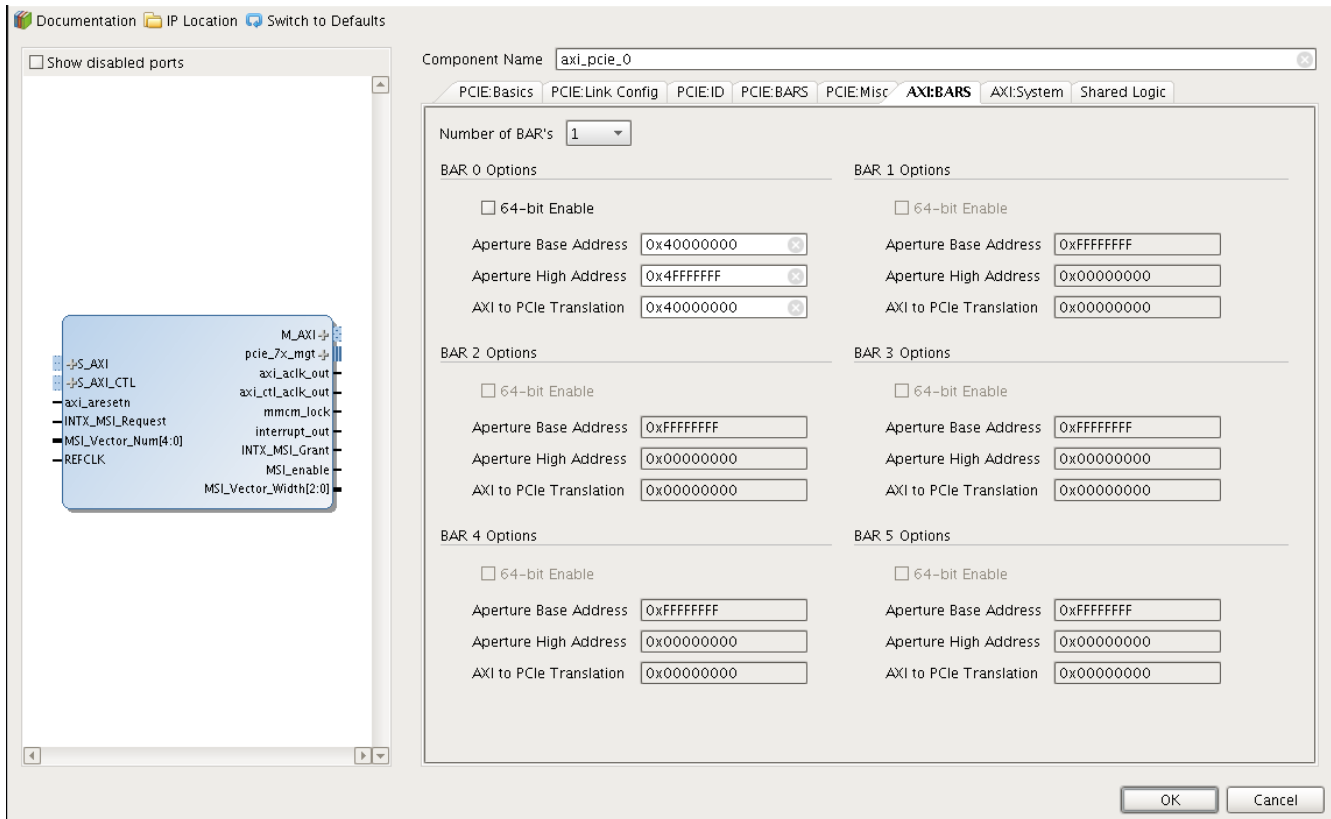 Documentation IP Location Switch to Defaults
Show disabled ports
M_AXI
pcie_7x_mgt
S_AXI
axi_aclk_out
S_AXI_CTL
axi_ctl_aclk_out
axi_aresetn
mmcm_lock
INTX_MSI_Request
interrupt_out
MSI_Vector_Num[4:0]
INTX_MSI_Grant
REFCLK
MSI_enable
MSI_Vector_Width[2:0]
Component Name axi_pcie_0
PCIE:Basics PCIE:Link Config PCIE:ID PCIE:BARS PCIE:Misc AXI:BARS AXI:System Shared Logic
Number of BAR's 1
BAR 0 Options
64-bit Enable
Aperture Base Address 0x40000000
Aperture High Address 0x4FFFFFFF
AXI to PCIe Translation 0x40000000
BAR 1 Options
64-bit Enable
Aperture Base Address 0xFFFFFFFF
Aperture High Address 0x00000000
AXI to PCIe Translation 0x00000000
BAR 2 Options
64-bit Enable
Aperture Base Address 0xFFFFFFFF
Aperture High Address 0x00000000
AXI to PCIe Translation 0x00000000
BAR 3 Options
64-bit Enable
Aperture Base Address 0xFFFFFFFF
Aperture High Address 0x00000000
AXI to PCIe Translation 0x00000000
BAR 4 Options
64-bit Enable
Aperture Base Address 0xFFFFFFFF
Aperture High Address 0x00000000
AXI to PCIe Translation 0x00000000
BAR 5 Options
64-bit Enable
Aperture Base Address 0xFFFFFFFF
Aperture High Address 0x00000000
AXI to PCIe Translation 0x00000000
OK Cancel